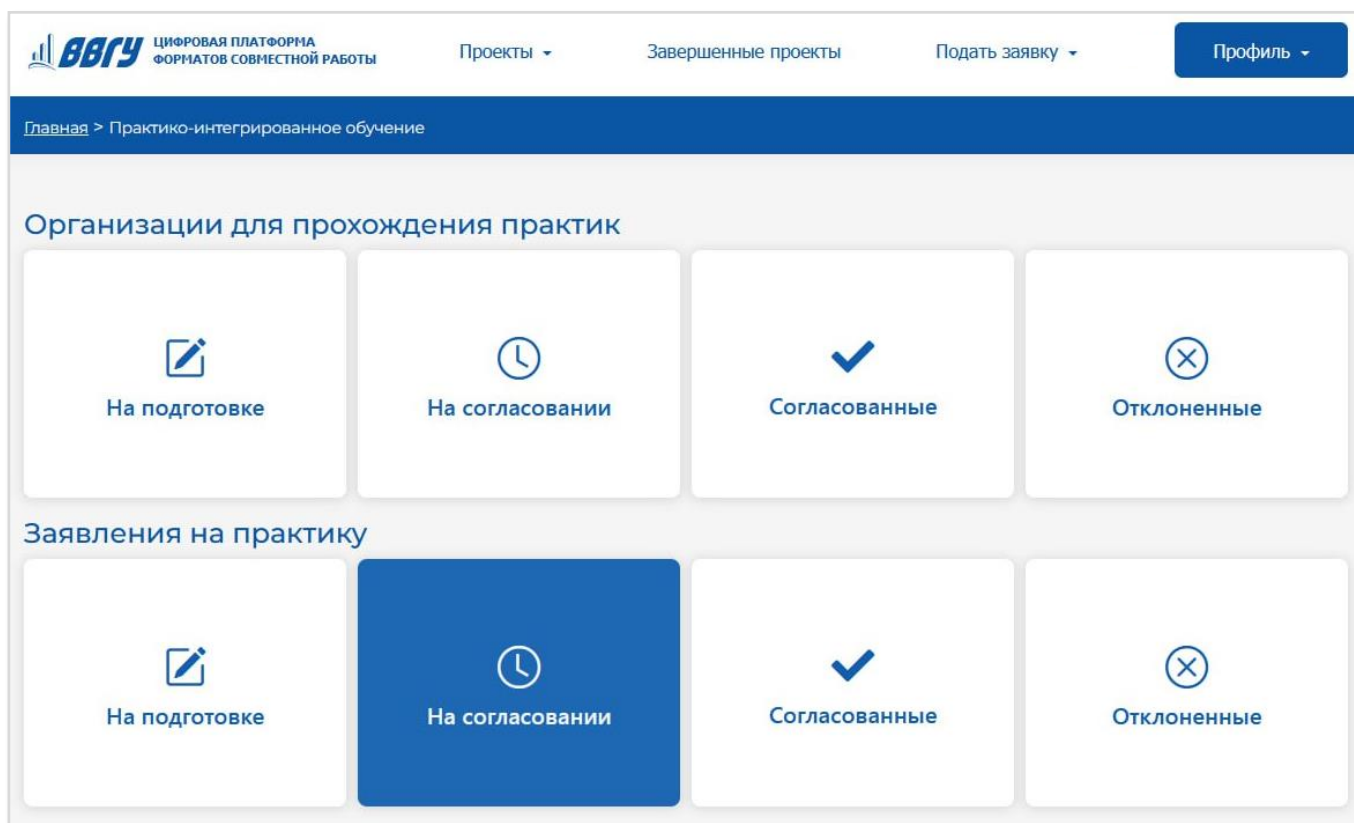 ВВГУ ЦИФРОВАЯ ПЛАТФОРМА
ФОРМАТОВ СОВМЕСТНОЙ РАБОТЫ
Проекты
Завершенные проекты
Подать заявку
Профиль
Главная > Практико-интегрированное обучение
Организации для прохождения практик
На подготовке
На согласовании
Согласованные
Отклоненные
Заявления на практику
На подготовке
На согласовании
Согласованные
Отклоненные